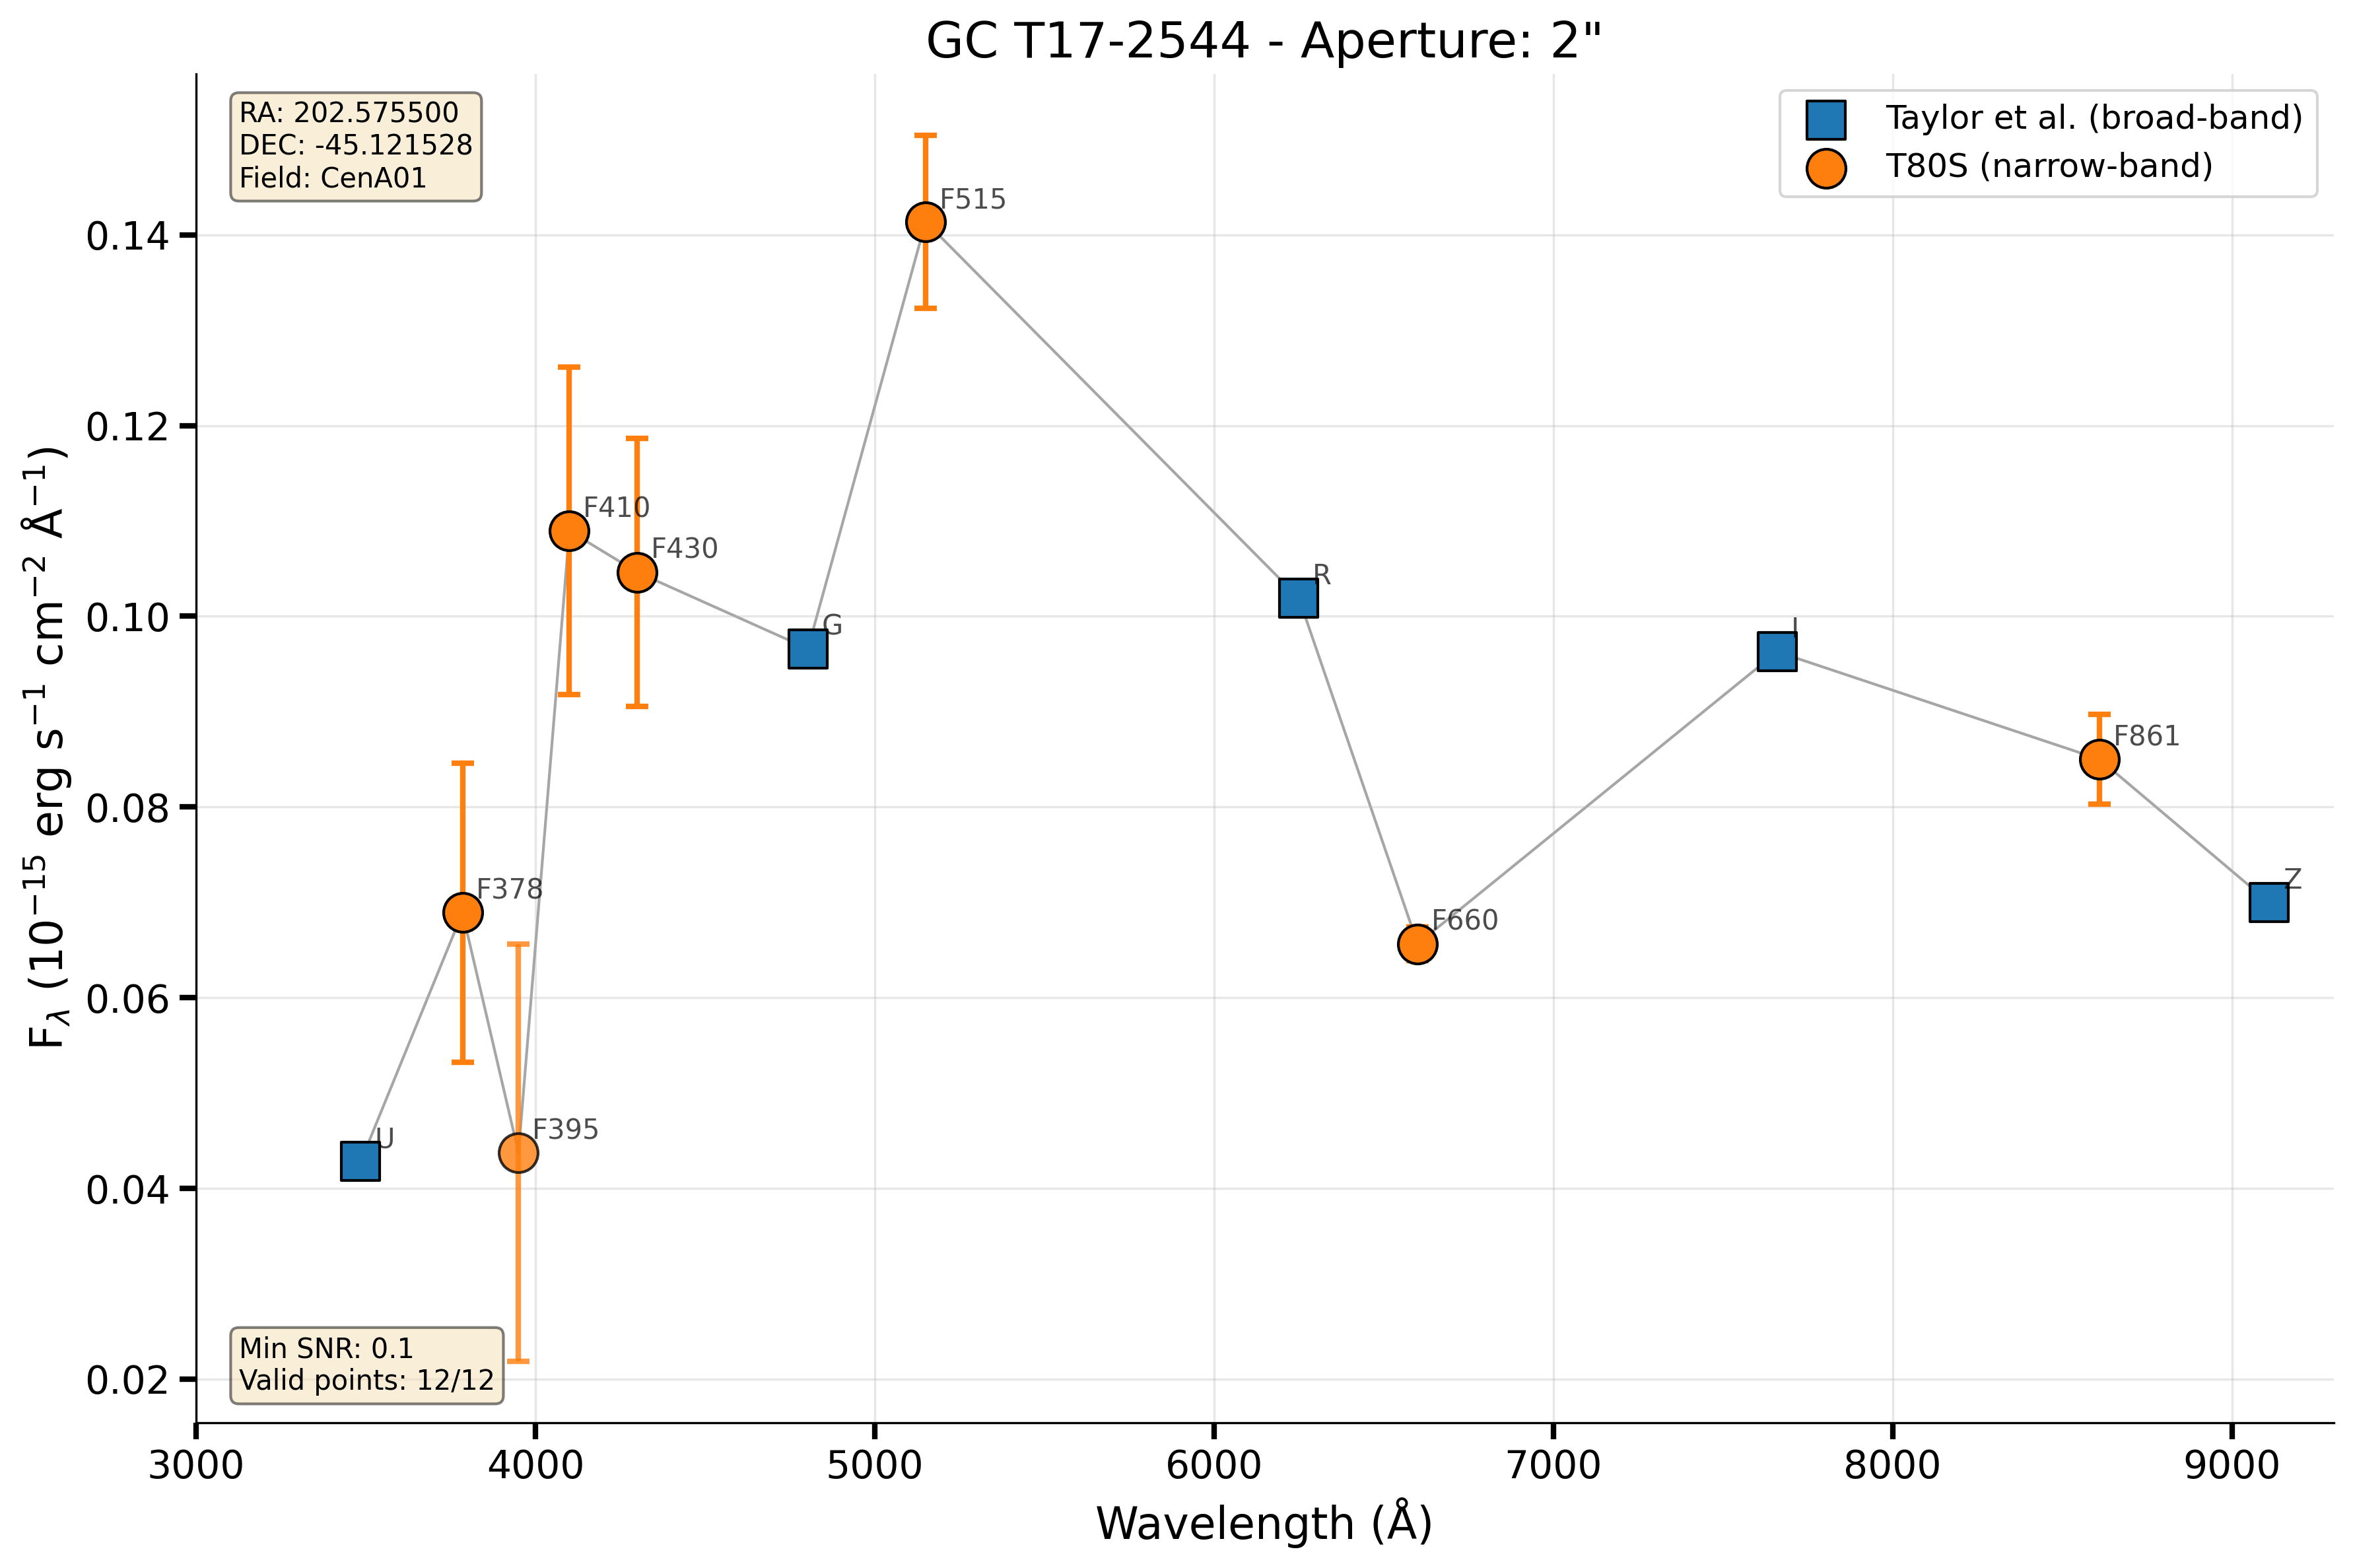 GC T17-2544 - Aperture: 2"
RA: 202.575500
DEC: -45.121528
Field: CenA01
Taylor et al. (broad-band)
T80S (narrow-band)
F515
F410
F430
G
R
I
F861
F378
F660
Z
U
F395
Min SNR: 0.1
Valid points: 12/12
0.14
0.12
0.10
0.08
0.06
0.04
0.02
F$_{λ}$ (10$^{−15}$ erg s$^{−1}$ cm$^{−2}$ Å$^{−1}$)
3000 4000 5000 6000 7000 8000 9000
Wavelength (Å)